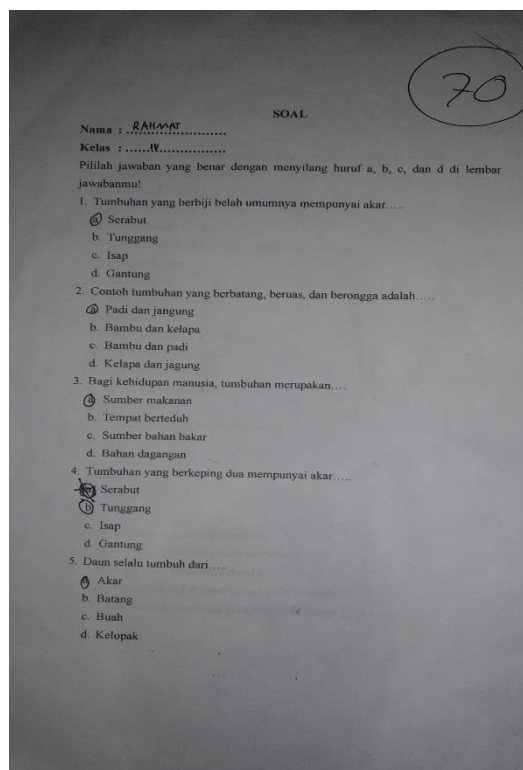 70
SOAL
Nama : RAHMAT
Kelas : ......IV..................
Pililah jawaban yang benar dengan menyilang huruf a, b, c, dan d di lembar
jawabanmu!
1. Tumbuhan yang berbiji belah umumnya mempunyai akar.....
a. Serabut
b. Tunggang
c. Isap
d. Gantung
2. Contoh tumbuhan yang berbatang, beruas, dan berongga adalah.....
a. Padi dan jangung
b. Bambu dan kelapa
c. Bambu dan padi
d. Kelapa dan jagung
3. Bagi kehidupan manusia, tumbuhan merupakan....
a. Sumber makanan
b. Tempat berteduh
c. Sumber bahan bakar
d. Bahan dagangan
4. Tumbuhan yang berkeping dua mempunyai akar.....
a. Serabut
b. Tunggang
c. Isap
d. Gantung
5. Daun selalu tumbuh dari.....
a. Akar
b. Batang
c. Buah
d. Kelopak